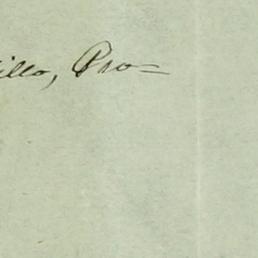 illo, Pro=